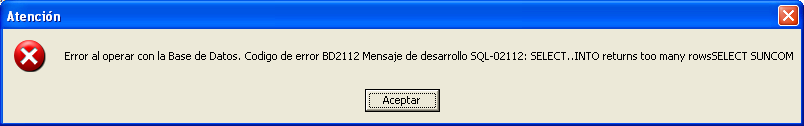 Atención
Error al operar con la Base de Datos. Codigo de error BD2112 Mensaje de desarrollo SQL-02112: SELECT..INTO returns too many rowsSELECT SUNCOM
Aceptar